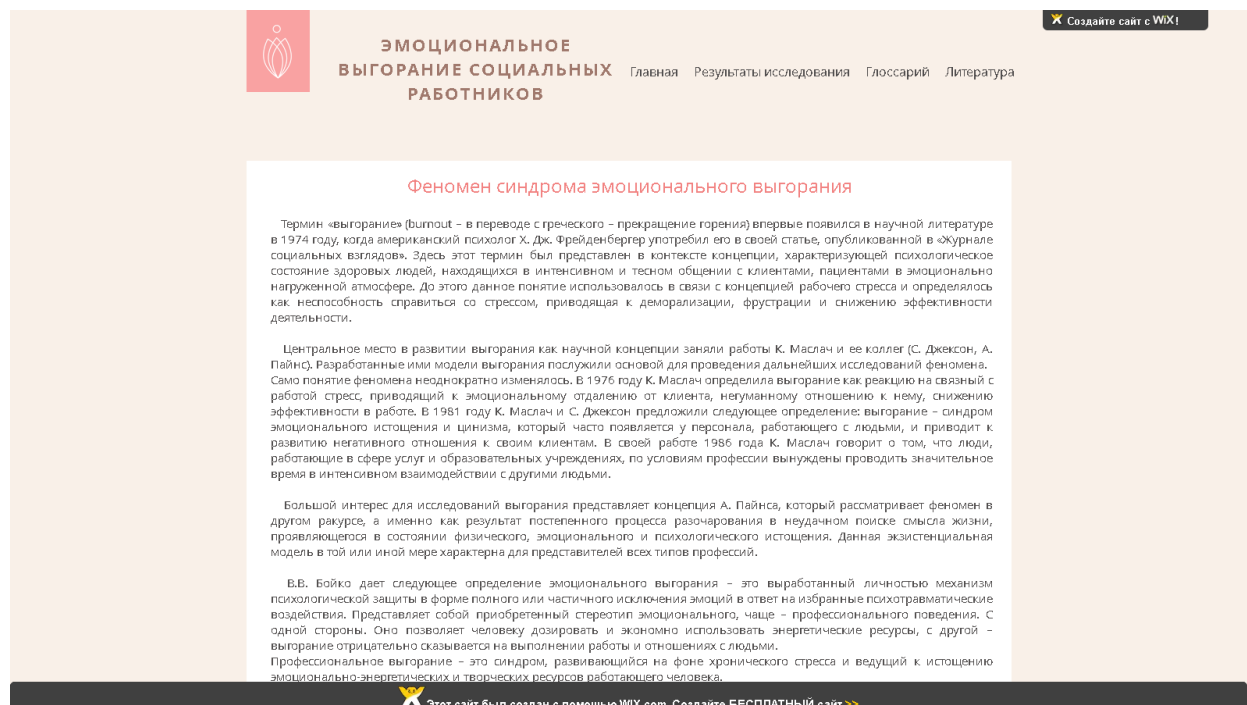 Создайте сайт с WiX!
ЭМОЦИОНАЛЬНОЕ
ВЫГОРАНИЕ СОЦИАЛЬНЫХ
РАБОТНИКОВ
Главная Результаты исследования Глоссарий Литература
Феномен синдрома эмоционального выгорания
Термин «выгорание» (burnout – в переводе с греческого – прекращение горения) впервые появился в научной литературе
в 1974 году, когда американский психолог Х. Дж. Фрейденбергер употребил его в своей статье, опубликованной в «Журнале
социальных взглядов». Здесь этот термин был представлен в контексте концепции, характеризующей психологическое
состояние здоровых людей, находящихся в интенсивном и тесном общении с клиентами, пациентами в эмоционально
нагруженной атмосфере. До этого данное понятие использовалось в связи с концепцией рабочего стресса и определялось
как неспособность справиться со стрессом, приводящая к деморализации, фрустрации и снижению эффективности
деятельности.
Центральное место в развитии выгорания как научной концепции заняли работы К. Маслач и ее коллег (С. Джексон, А.
Пайнс). Разработанные ими модели выгорания послужили основой для проведения дальнейших исследований феномена.
Само понятие феномена неоднократно изменялось. В 1976 году К. Маслач определила выгорание как реакцию на связный с
работой стресс, приводящий к эмоциональному отдалению от клиента, негуманному отношению к нему, снижению
эффективности в работе. В 1981 году К. Маслач и С. Джексон предложили следующее определение: выгорание – синдром
эмоционального истощения и цинизма, который часто появляется у персонала, работающего с людьми, и приводит к
развитию негативного отношения к своим клиентам. В своей работе 1986 года К. Маслач говорит о том, что люди,
работающие в сфере услуг и образовательных учреждениях, по условиям профессии вынуждены проводить значительное
время в интенсивном взаимодействии с другими людьми.
Большой интерес для исследований выгорания представляет концепция А. Пайнса, который рассматривает феномен в
другом ракурсе, а именно как результат постепенного процесса разочарования в неудачном поиске смысла жизни,
проявляющегося в состоянии физического, эмоционального и психологического истощения. Данная экзистенциальная
модель в той или иной мере характерна для представителей всех типов профессий.
В.В. Бойко дает следующее определение эмоционального выгорания – это выработанный личностью механизм
психологической защиты в форме полного или частичного исключения эмоций в ответ на избранные психотравматические
воздействия. Представляет собой приобретенный стереотип эмоционального, чаще – профессионального поведения. С
одной стороны. Оно позволяет человеку дозировать и экономно использовать энергетические ресурсы, с другой –
выгорание отрицательно сказывается на выполнении работы и отношениях с людьми.
Профессиональное выгорание – это синдром, развивающийся на фоне хронического стресса и ведущий к истощению
эмоционально-энергетических и творческих ресурсов работающего человека.
Этот сайт был создан с помощью WIX.com. Создайте БЕСПЛАТНЫЙ сайт >>